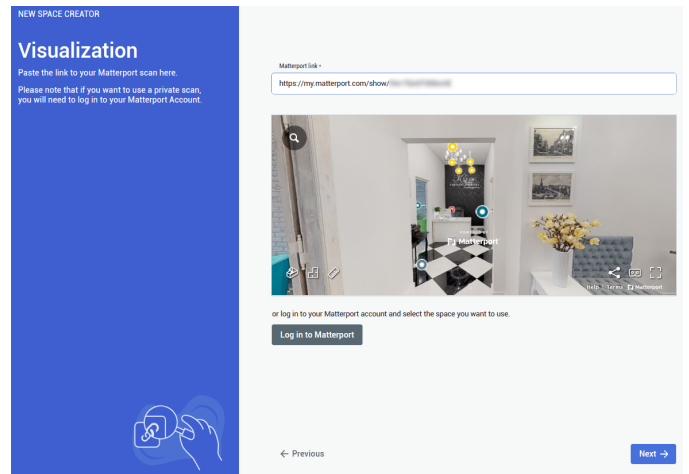 NEW SPACE CREATOR
Visualization
Paste the link to your Matterport scan here.
Please note that if you want to use a private scan,
you will need to log in to your Matterport Account.
Matterport link
https://my.matterport.com/show/
Matterport
Help | Terms Matterport
or log in to your Matterport account and select the space you want to use.
Log in to Matterport
← Previous
Next →